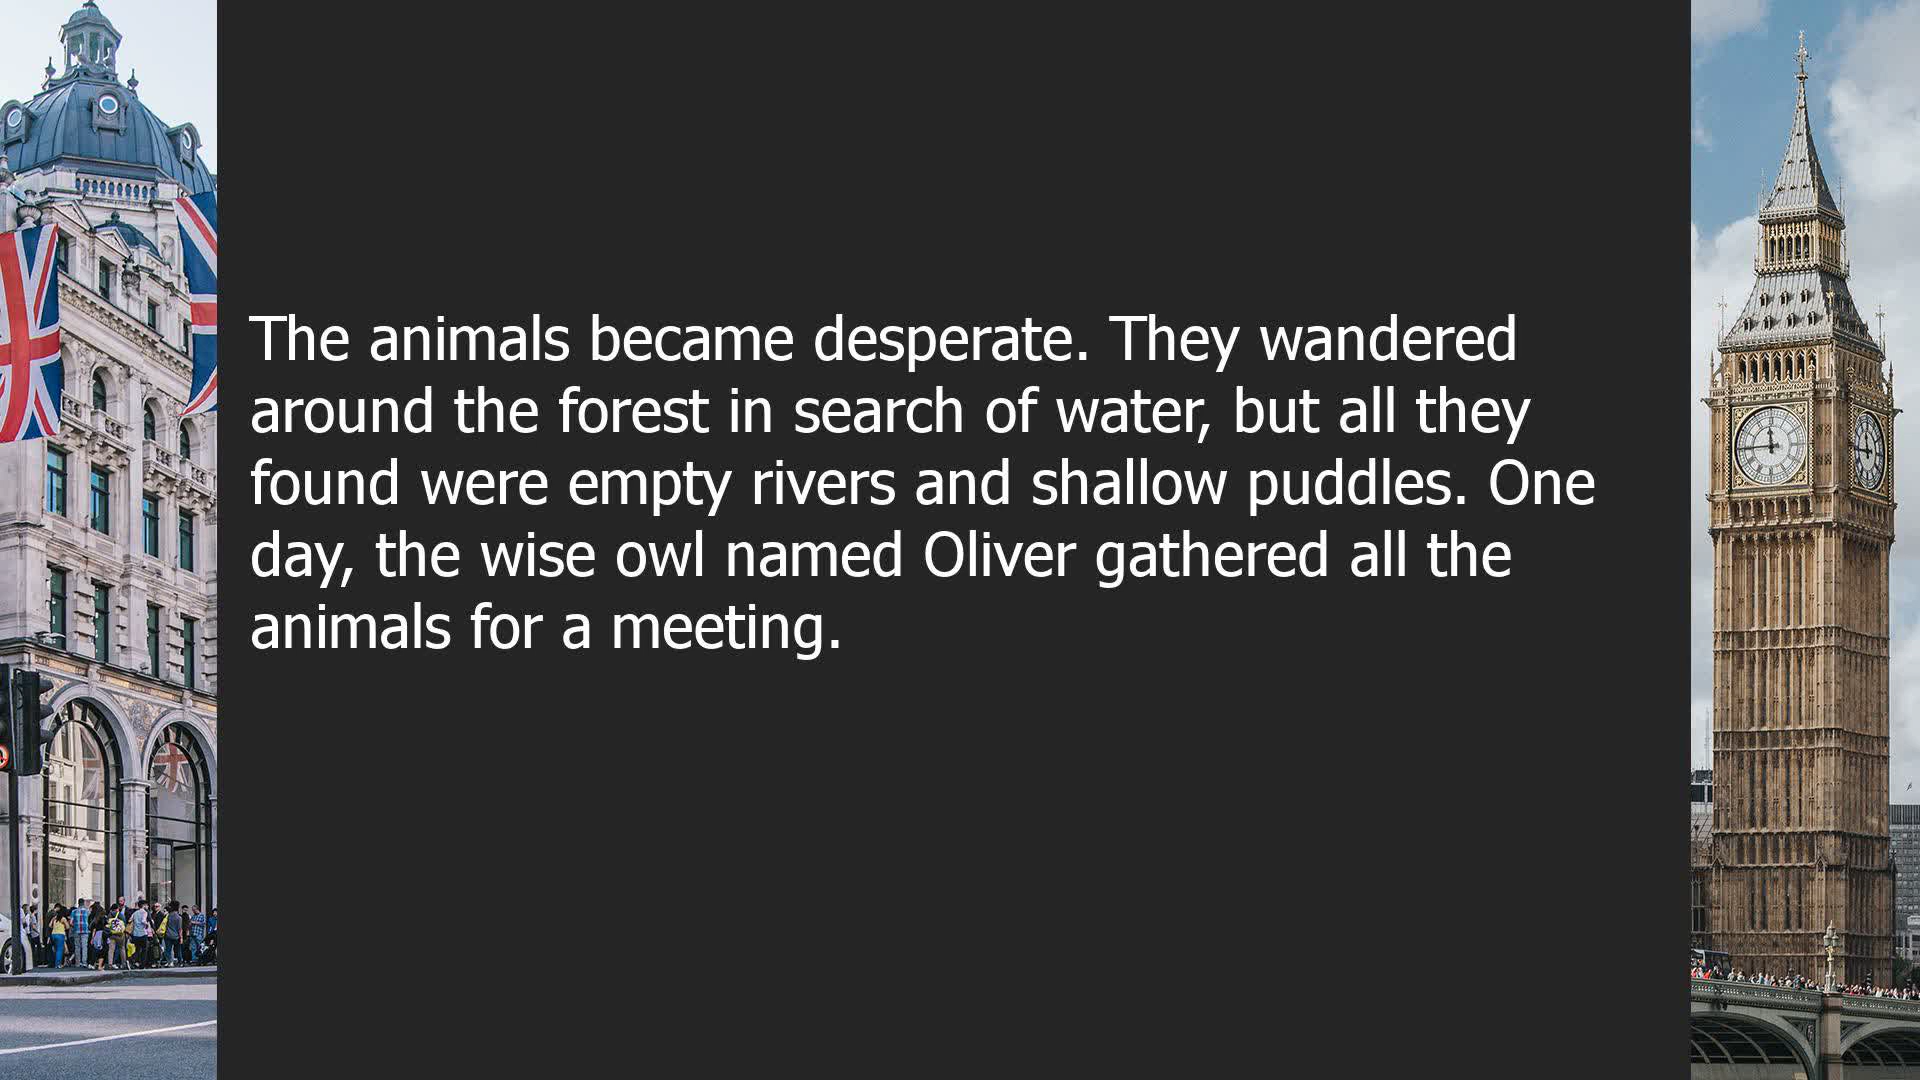 The animals became desperate. They wandered
around the forest in search of water, but all they
found were empty rivers and shallow puddles. One
day, the wise owl named Oliver gathered all the
animals for a meeting.